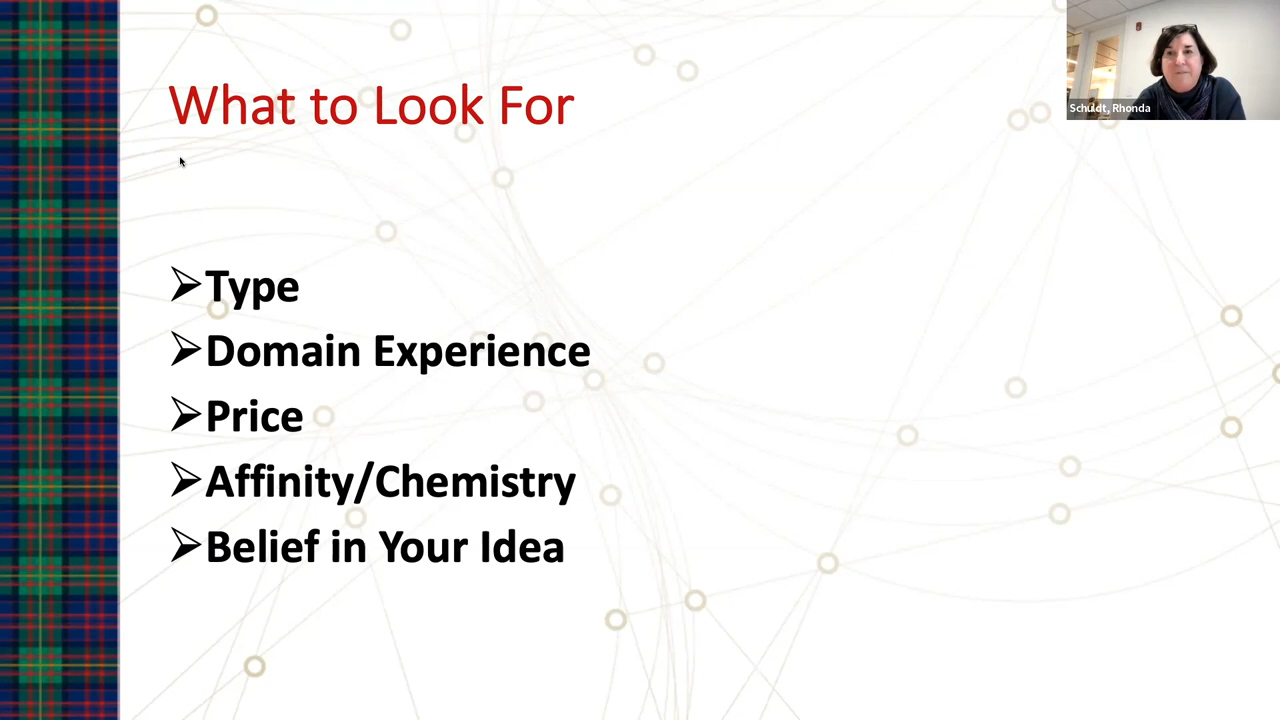 What to Look For
Schuldt, Rhonda
➢Type
➢Domain Experience
➢Price
➢Affinity/Chemistry
➢Belief in Your Idea